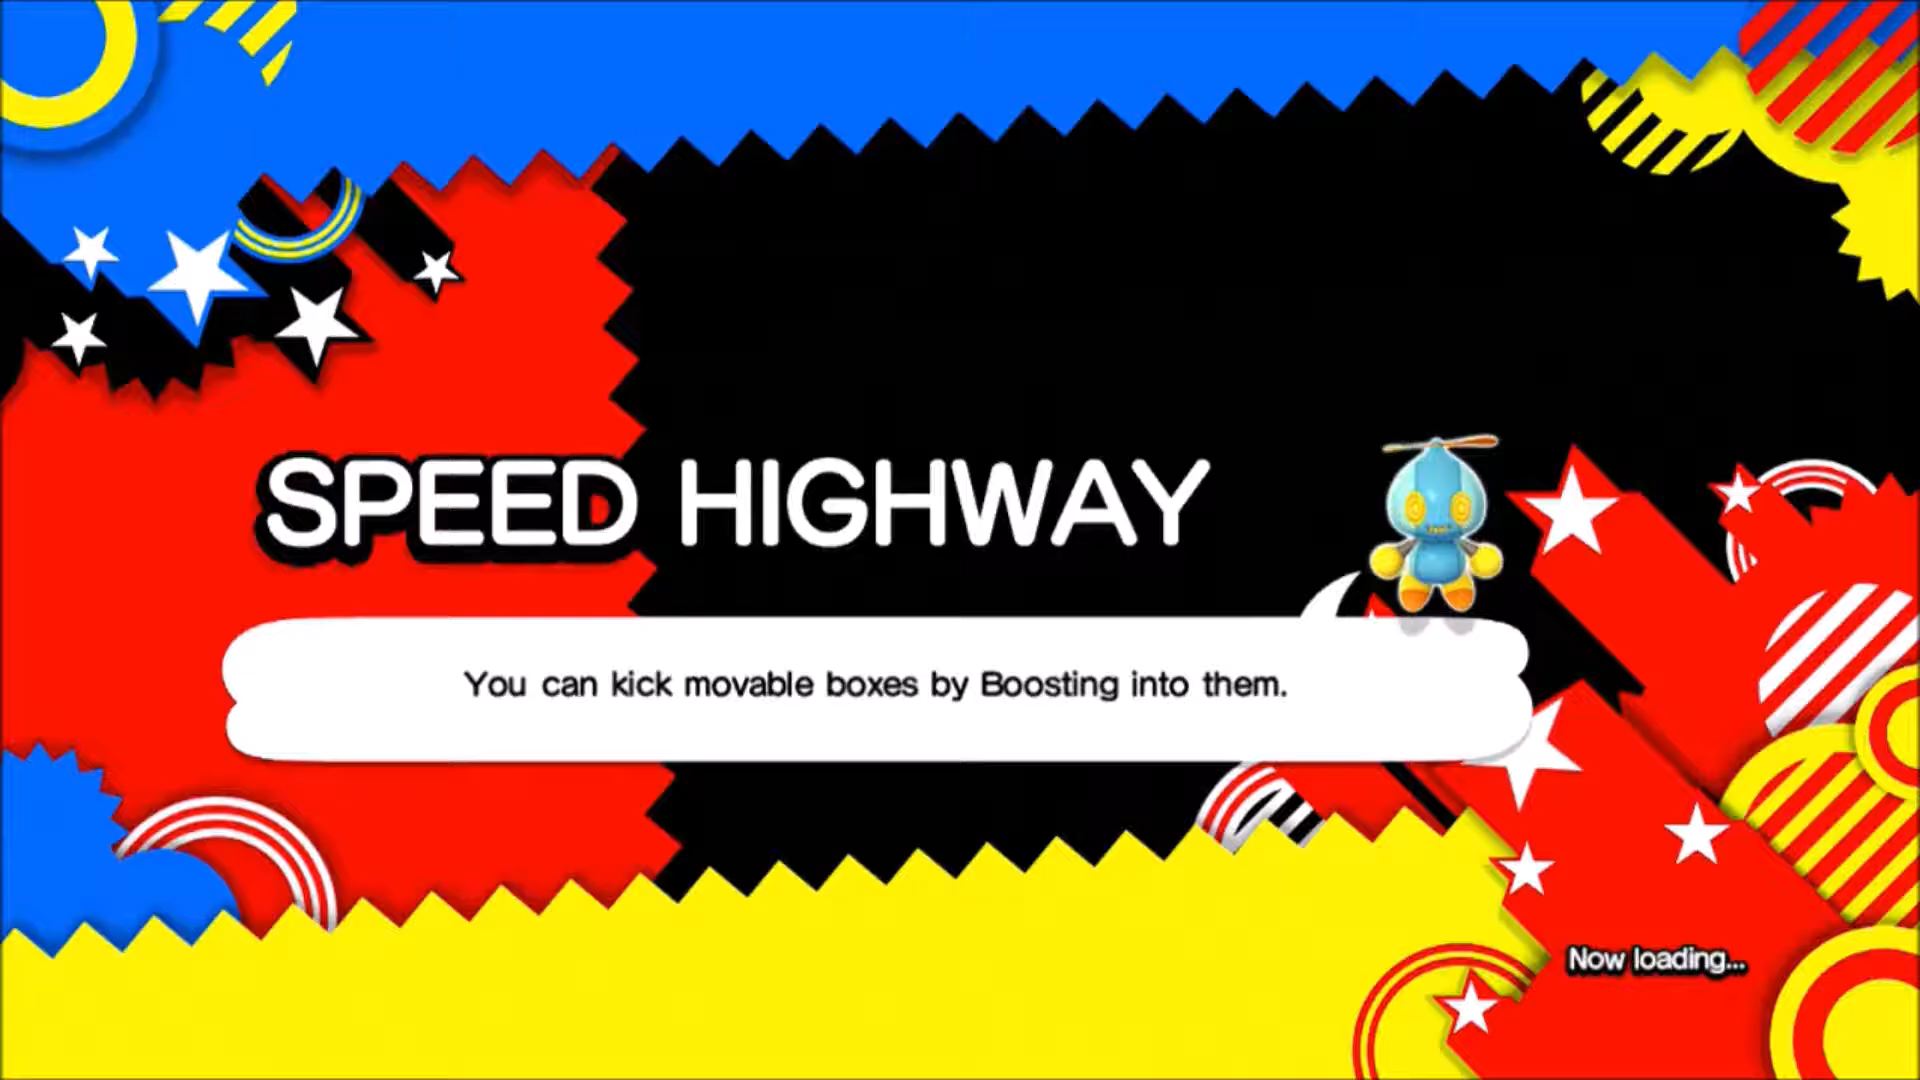 SPEED HIGHWAY
You can kick movable boxes by Boosting into them.
Now loading...